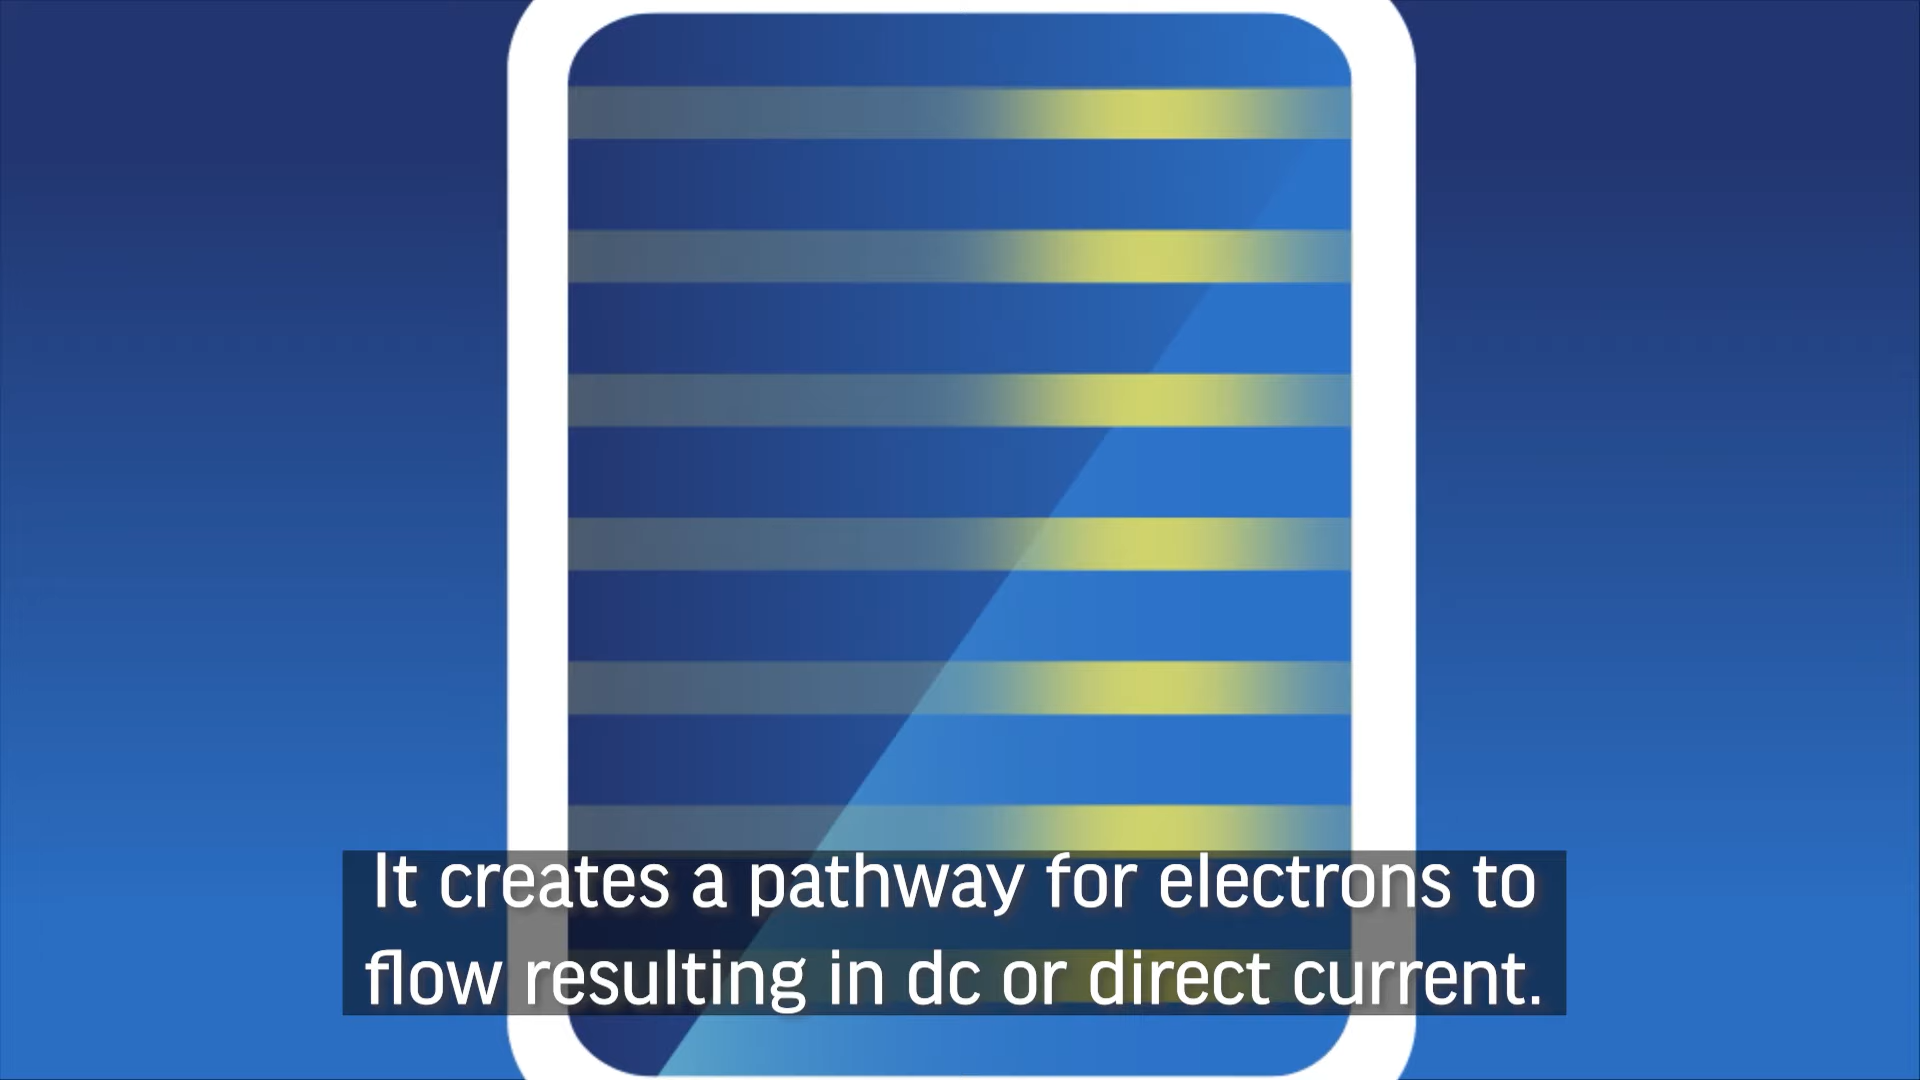 It creates a pathway for electrons to
flow resulting in dc or direct current.